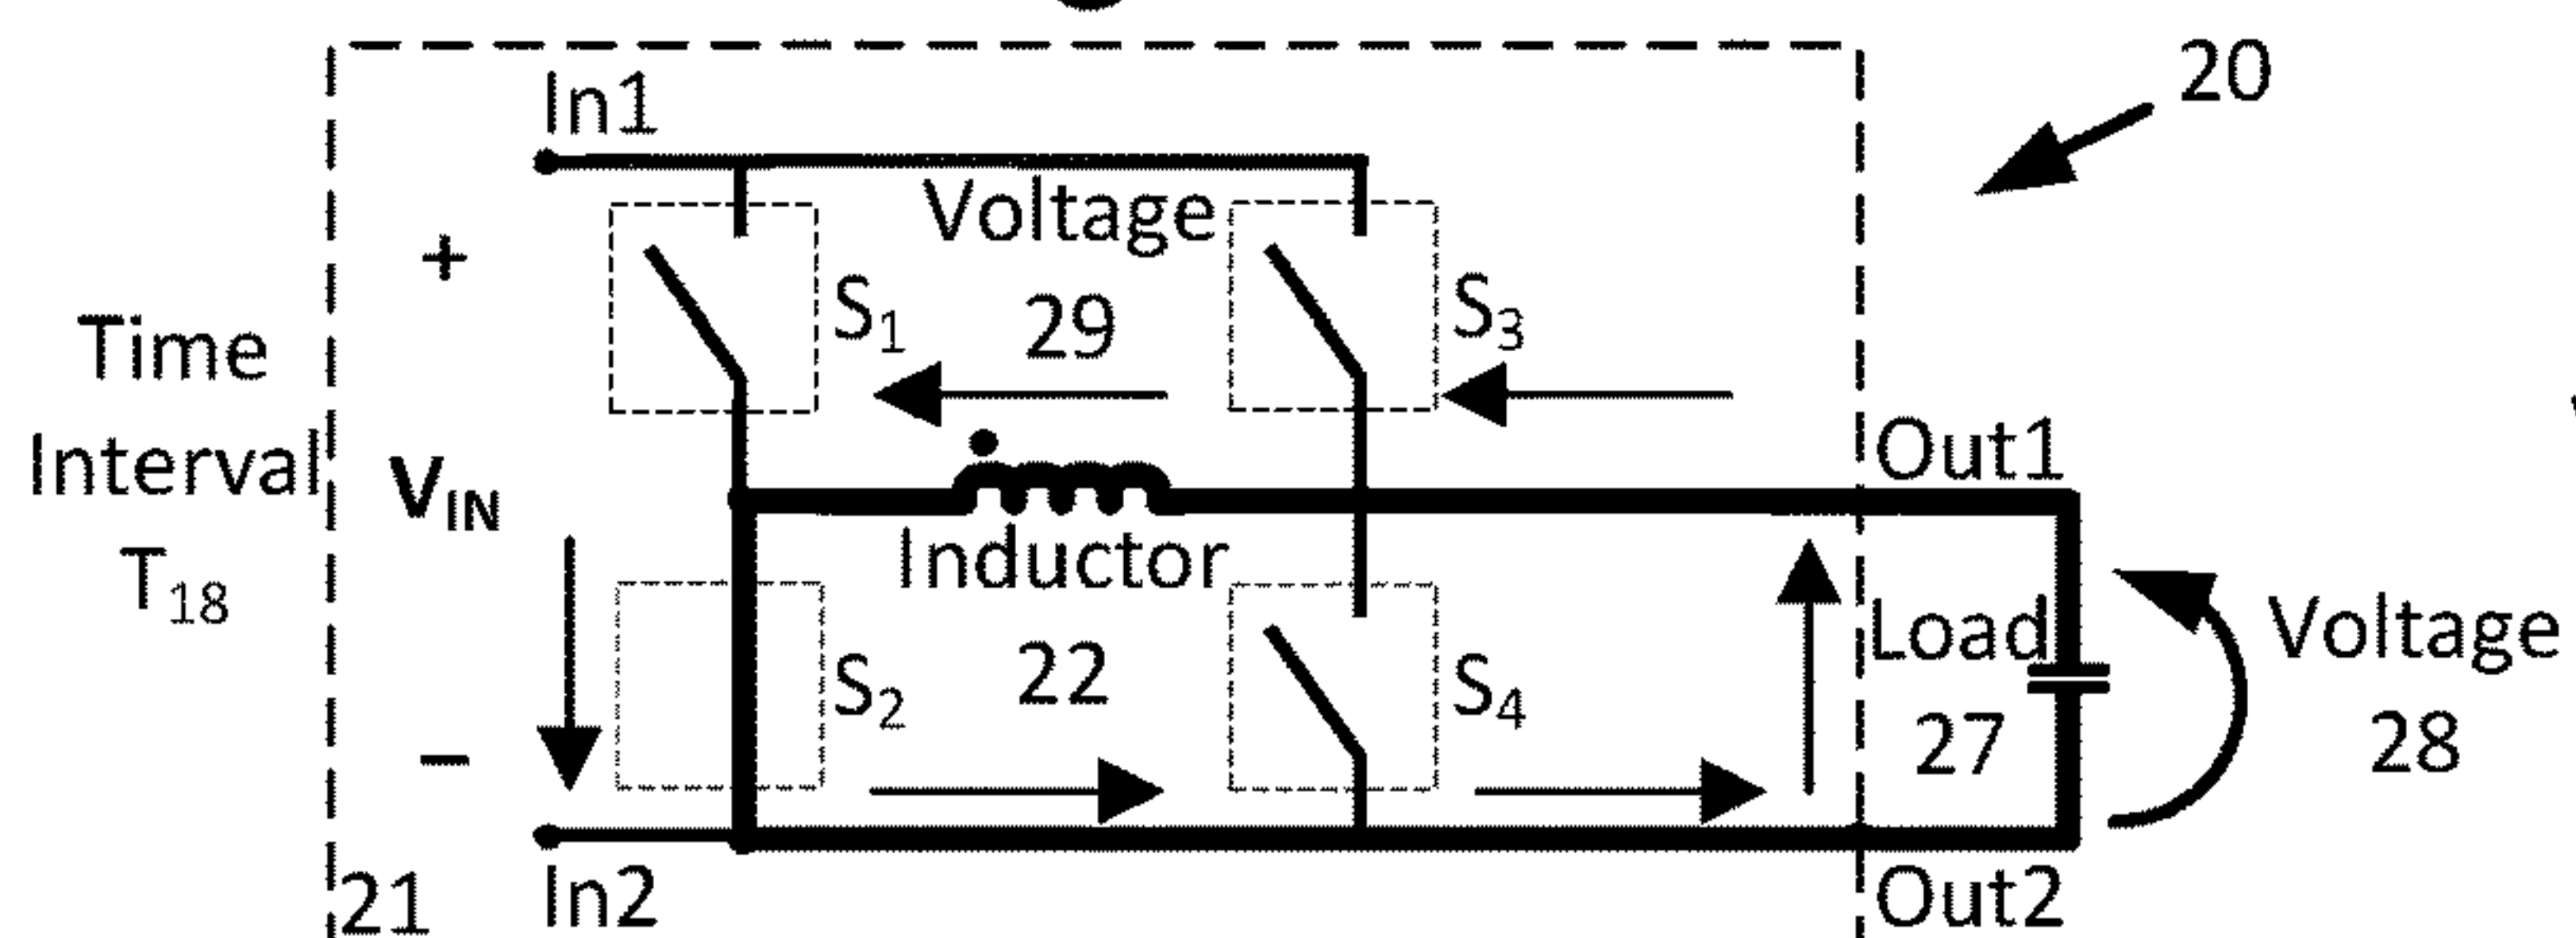 20
In1
Voltage
29
S1
S3
+
Time
Interval
T18
VIN
Out1
Inductor
22
S2
S4
Load
27
Voltage
28
−
21
In2
Out2